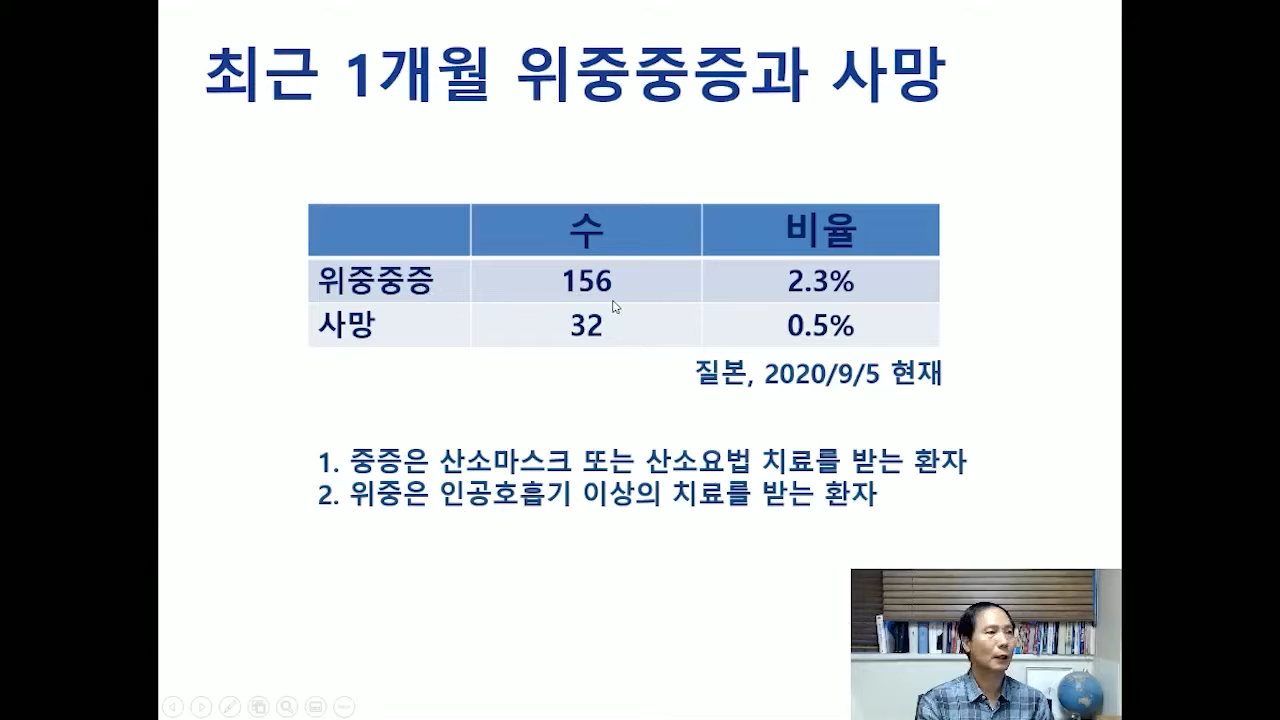 최근 1개월 위중중증과 사망
수 비율
위중중증 156 2.3%
사망 32 0.5%
질본, 2020/9/5 현재
1. 중증은 산소마스크 또는 산소요법 치료를 받는 환자
2. 위중은 인공호흡기 이상의 치료를 받는 환자